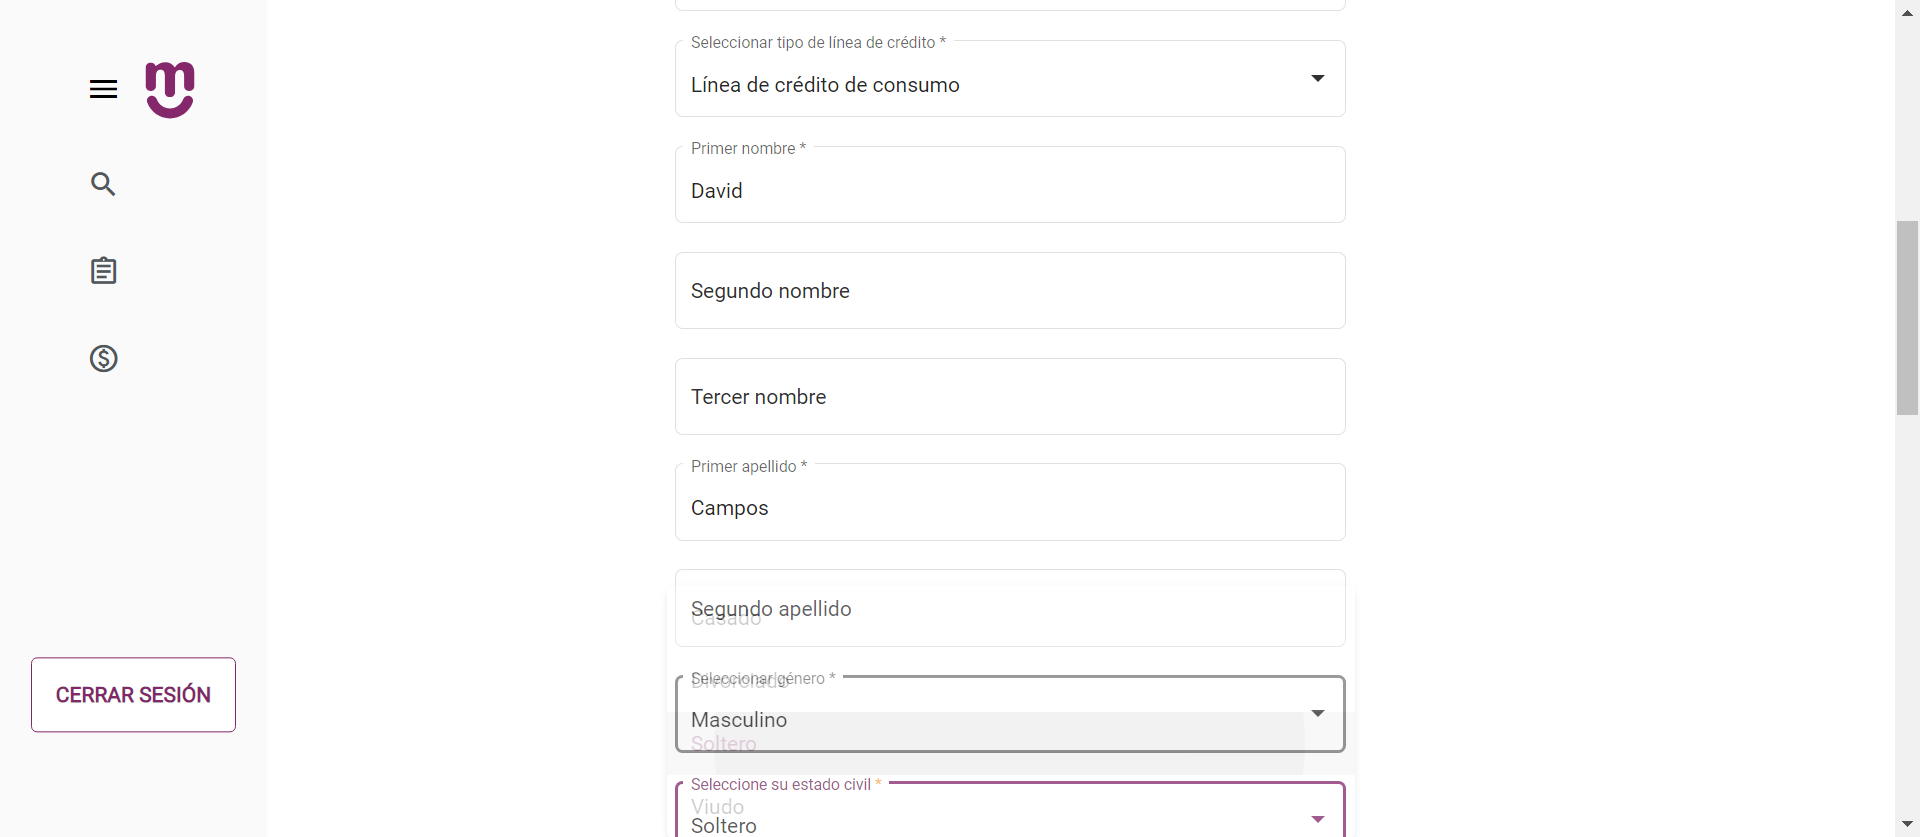 Seleccionar tipo de línea de crédito *
Línea de crédito de consumo
Primer nombre *
David
Segundo nombre
Tercer nombre
Primer apellido *
Campos
Segundo apellido
Casado
Seleccionar género *
Divorciado
Masculino
Soltero
Seleccione su estado civil *
Viudo
Soltero
CERRAR SESIÓN